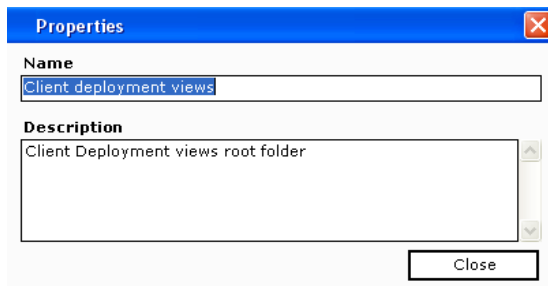 Properties
Name
Client deployment views
Description
Client Deployment views root folder
Close